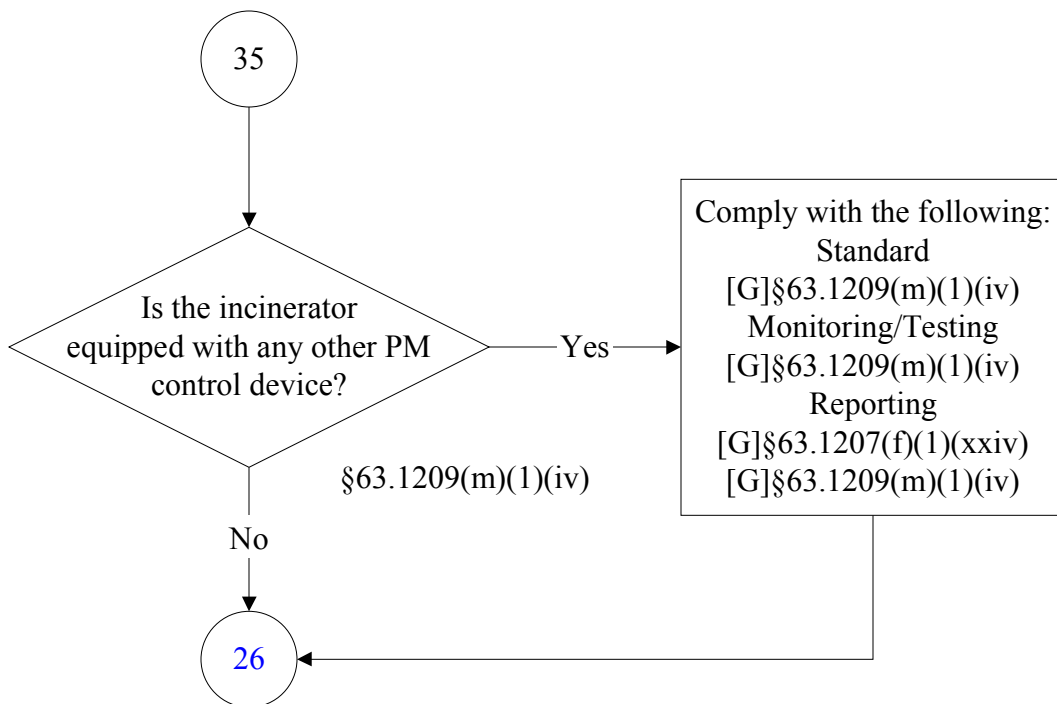 35
Is the incinerator
equipped with any other PM
control device?
Yes
Comply with the following:
Standard
[G]§63.1209(m)(1)(iv)
Monitoring/Testing
[G]§63.1209(m)(1)(iv)
Reporting
[G]§63.1207(f)(1)(xxiv)
[G]§63.1209(m)(1)(iv)
§63.1209(m)(1)(iv)
No
26